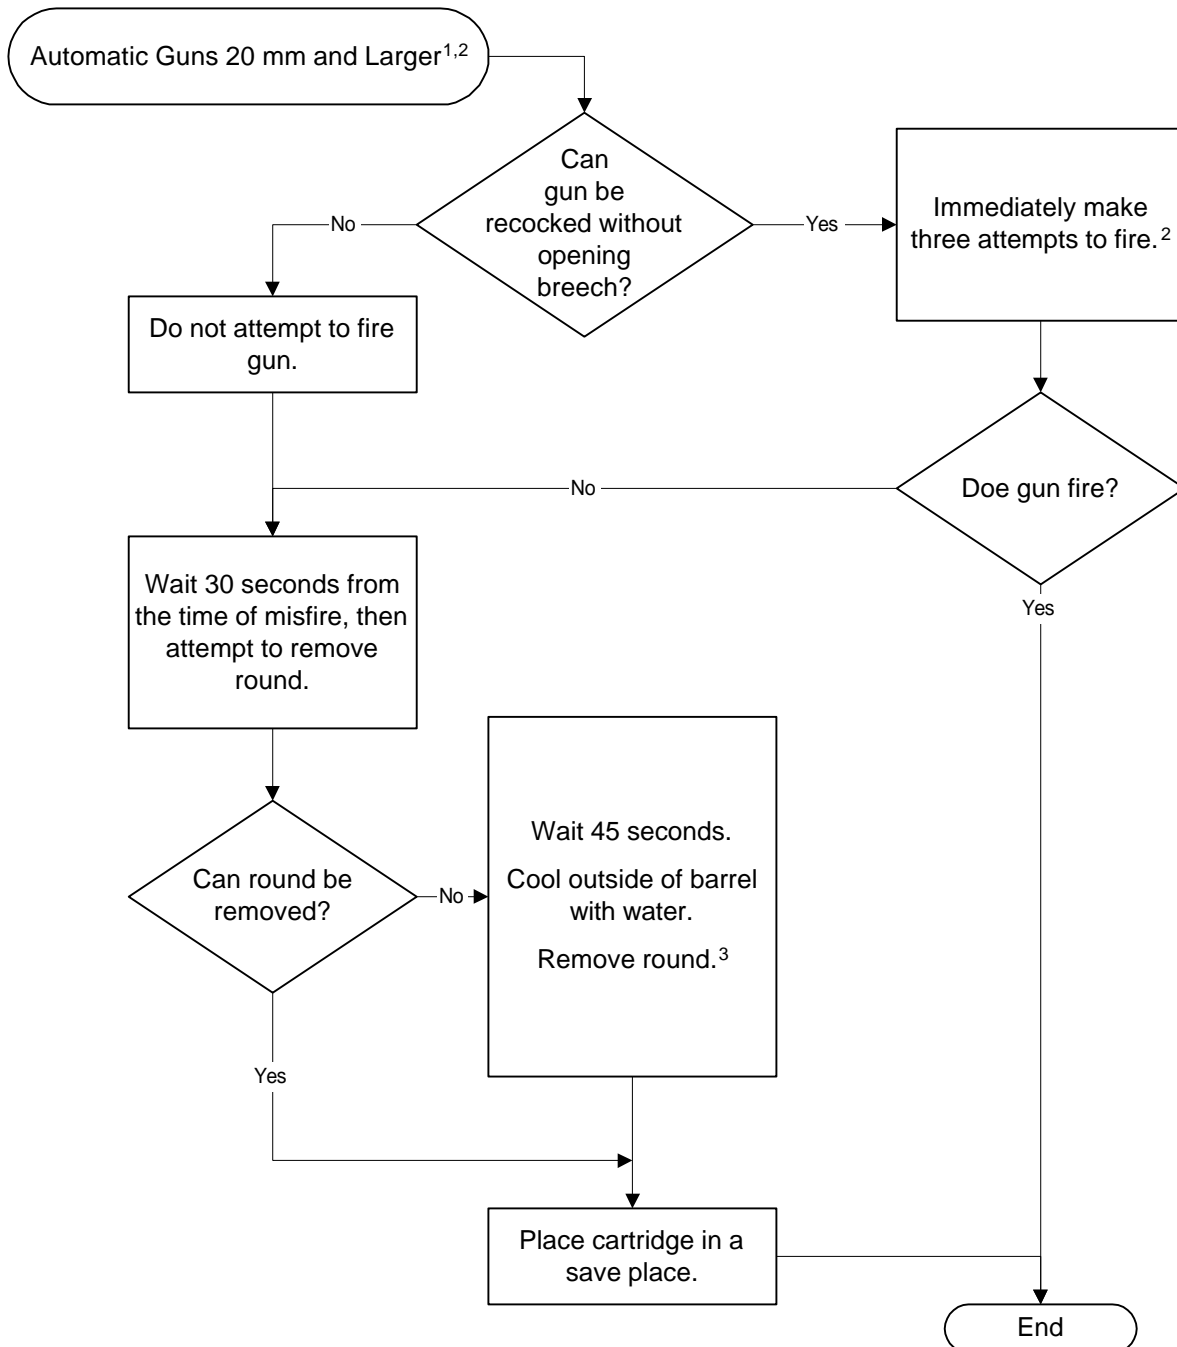 Automatic Guns 20 mm and Larger1,2
Can
gun be
recocked without
opening
breech?
No
Yes
Immediately make
three attempts to fire.2
Do not attempt to fire
gun.
Doe gun fire?
No
Yes
Wait 30 seconds from
the time of misfire, then
attempt to remove
round.
Can round be
removed?
No
Yes
Wait 45 seconds.
Cool outside of barrel
with water.
Remove round.3
Place cartridge in a
save place.
End